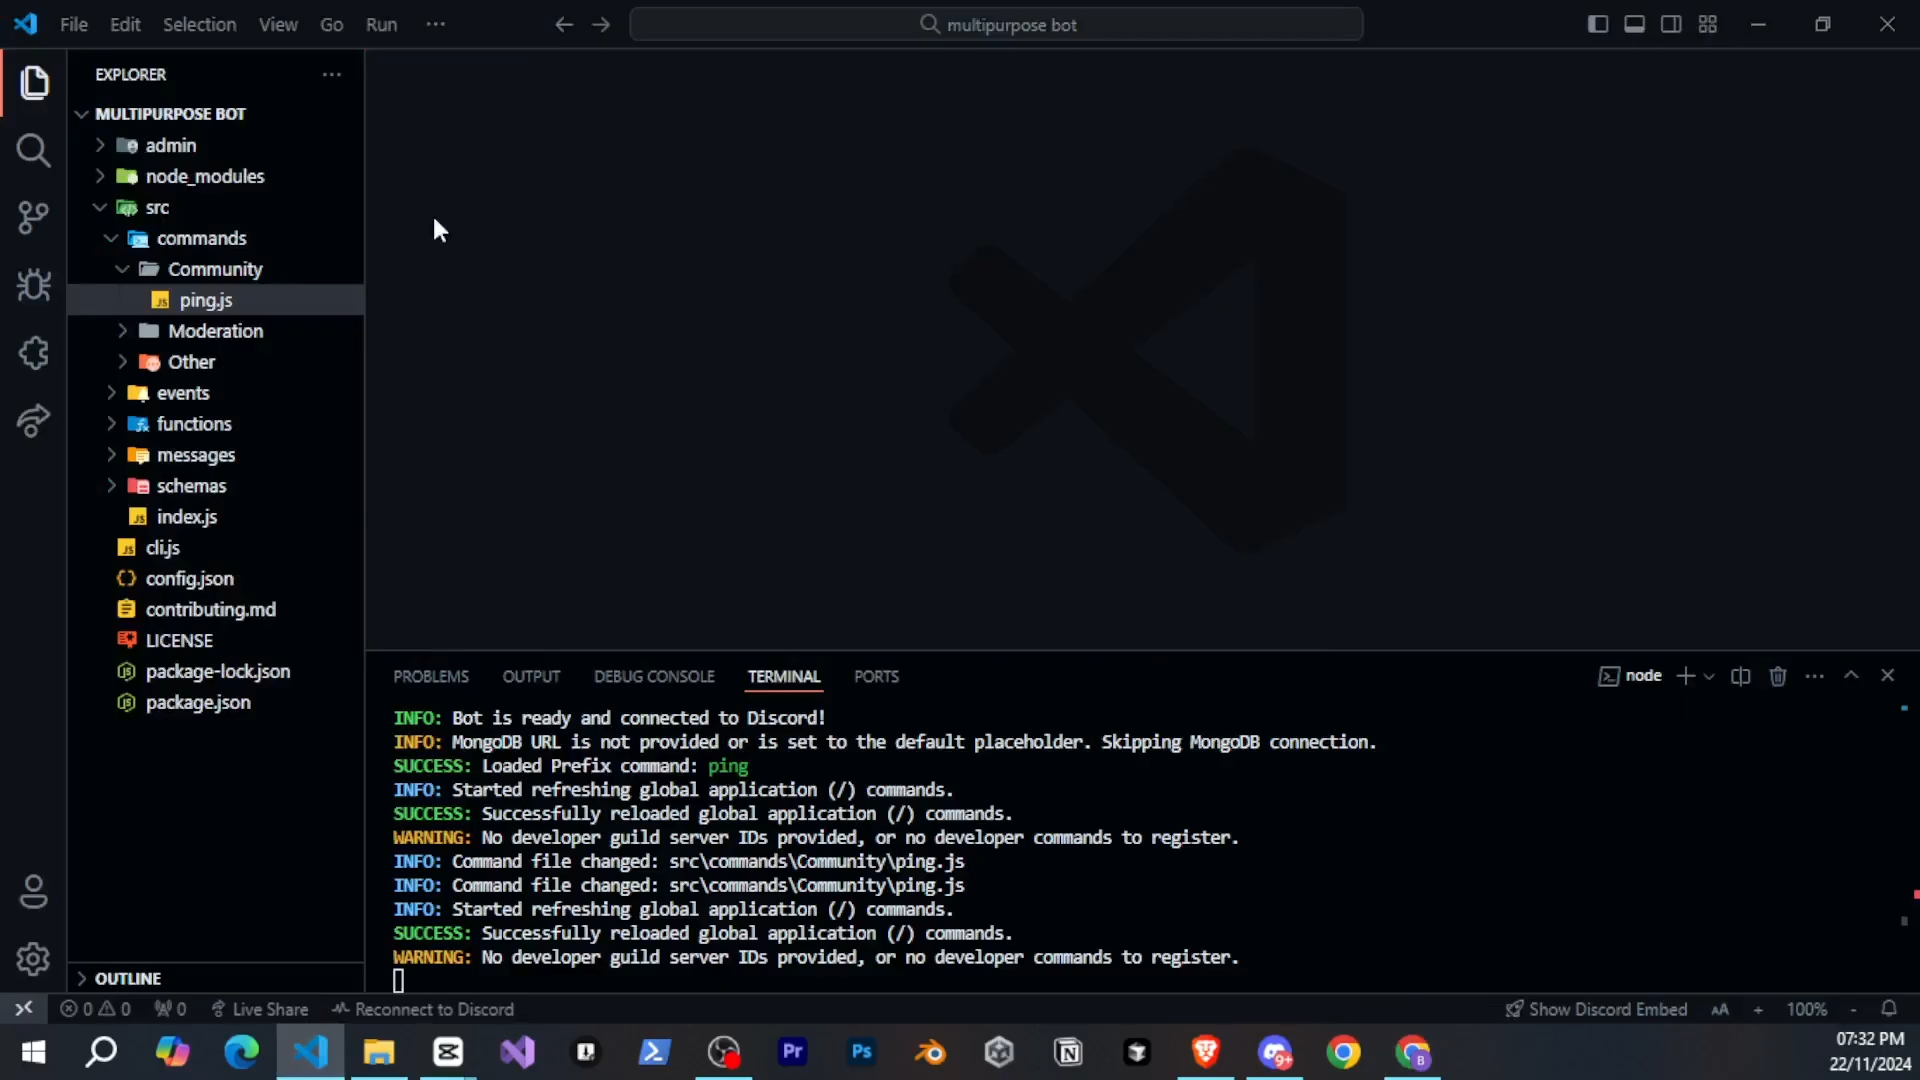 File Edit Selection View Go Run ···
multipurpose bot
EXPLORER
MULTIPURPOSE BOT
admin
node_modules
src
commands
Community
JS ping.js
Moderation
Other
events
functions
messages
schemas
JS index.js
JS cli.js
config.json
contributing.md
LICENSE
package-lock.json
package.json
OUTLINE
PROBLEMS OUTPUT DEBUG CONSOLE TERMINAL PORTS
node
INFO: Bot is ready and connected to Discord!
INFO: MongoDB URL is not provided or is set to the default placeholder. Skipping MongoDB connection.
SUCCESS: Loaded Prefix command: ping
INFO: Started refreshing global application (/) commands.
SUCCESS: Successfully reloaded global application (/) commands.
WARNING: No developer guild server IDs provided, or no developer commands to register.
INFO: Command file changed: src\commands\Community\ping.js
INFO: Command file changed: src\commands\Community\ping.js
INFO: Started refreshing global application (/) commands.
SUCCESS: Successfully reloaded global application (/) commands.
WARNING: No developer guild server IDs provided, or no developer commands to register.
0 0 0 Live Share Reconnect to Discord
Show Discord Embed AA + 100% -
Pr Ps N 9+ B
07:32 PM
22/11/2024